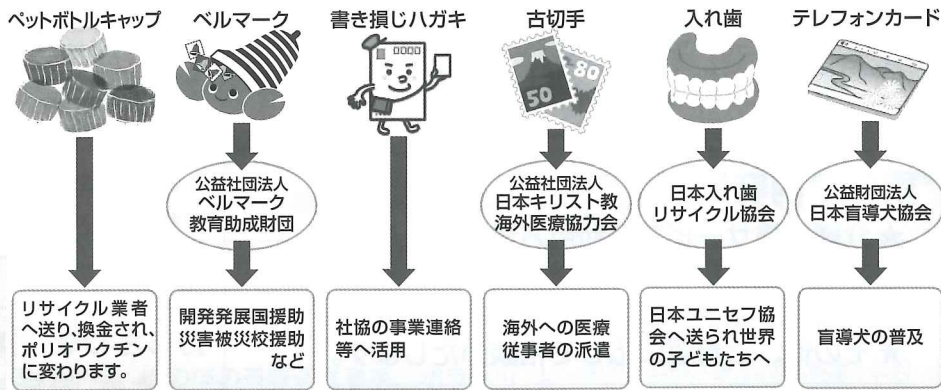 ペットボトルキャップ
ベルマーク
書き損じハガキ
古切手
入れ歯
テレフォンカード
50
80
公益社団法人
ベルマーク
教育助成財団
公益社団法人
日本キリスト教
海外医療協力会
日本入れ歯
リサイクル協会
公益財団法人
日本盲導犬協会
リサイクル業者
へ送り、換金され、
ポリオワクチン
に変わります。
開発発展国援助
災害被災校援助
など
社協の事業連絡
等へ活用
海外への医療
従事者の派遣
日本ユニセフ協
会へ送られ世界
の子どもたちへ
盲導犬の普及